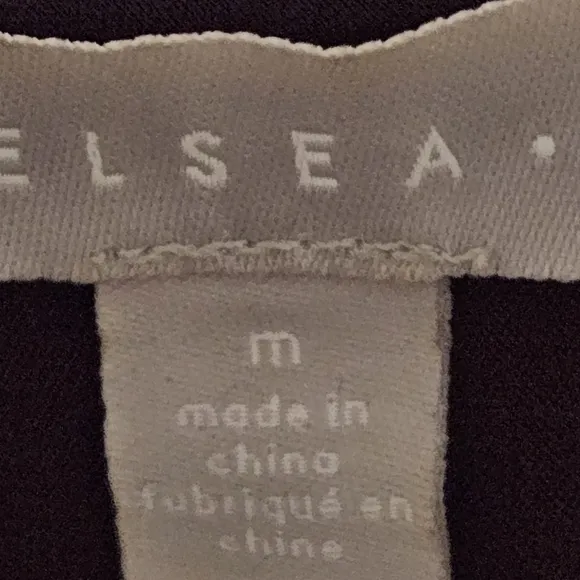 ELSEA •
m
made in
china
fabriqué en
chine